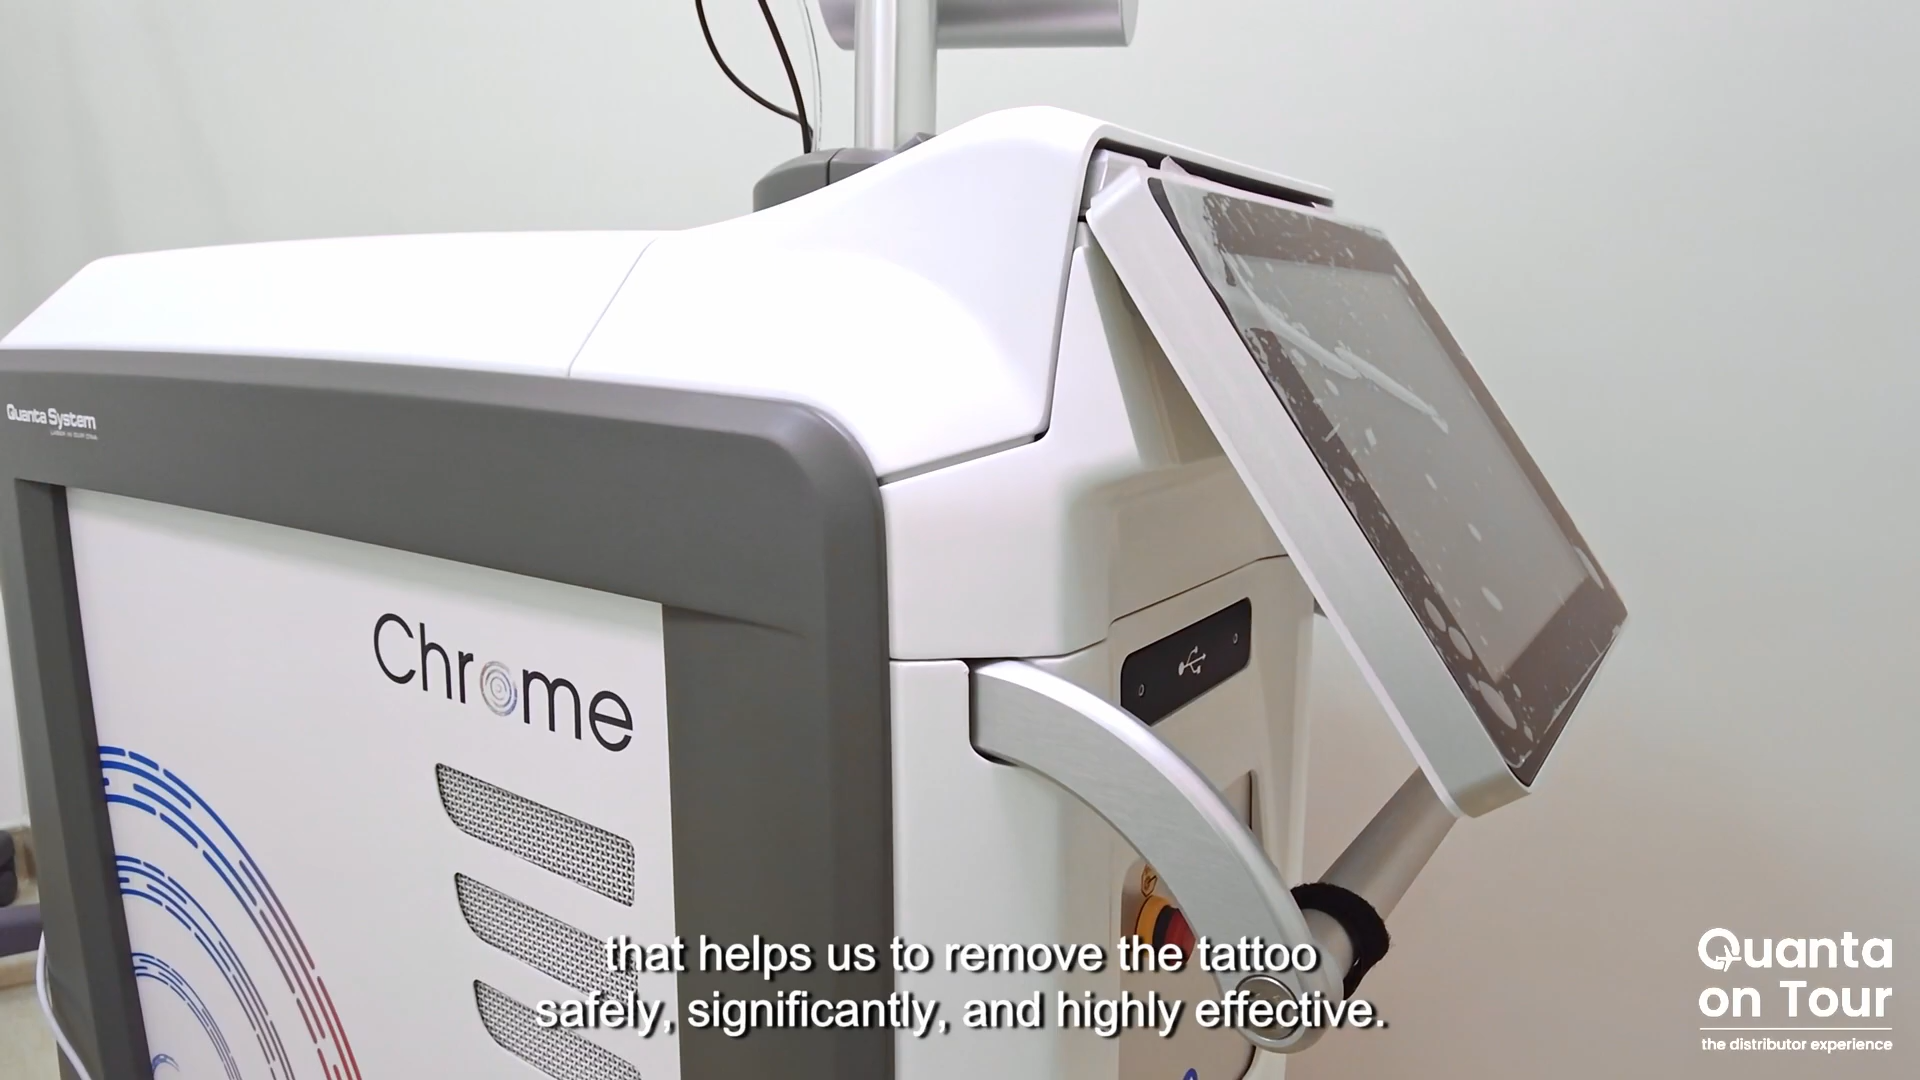 Quanta System
Chrome
that helps us to remove the tattoo
safely, significantly, and highly effective.
Quanta
on Tour
the distributor experience